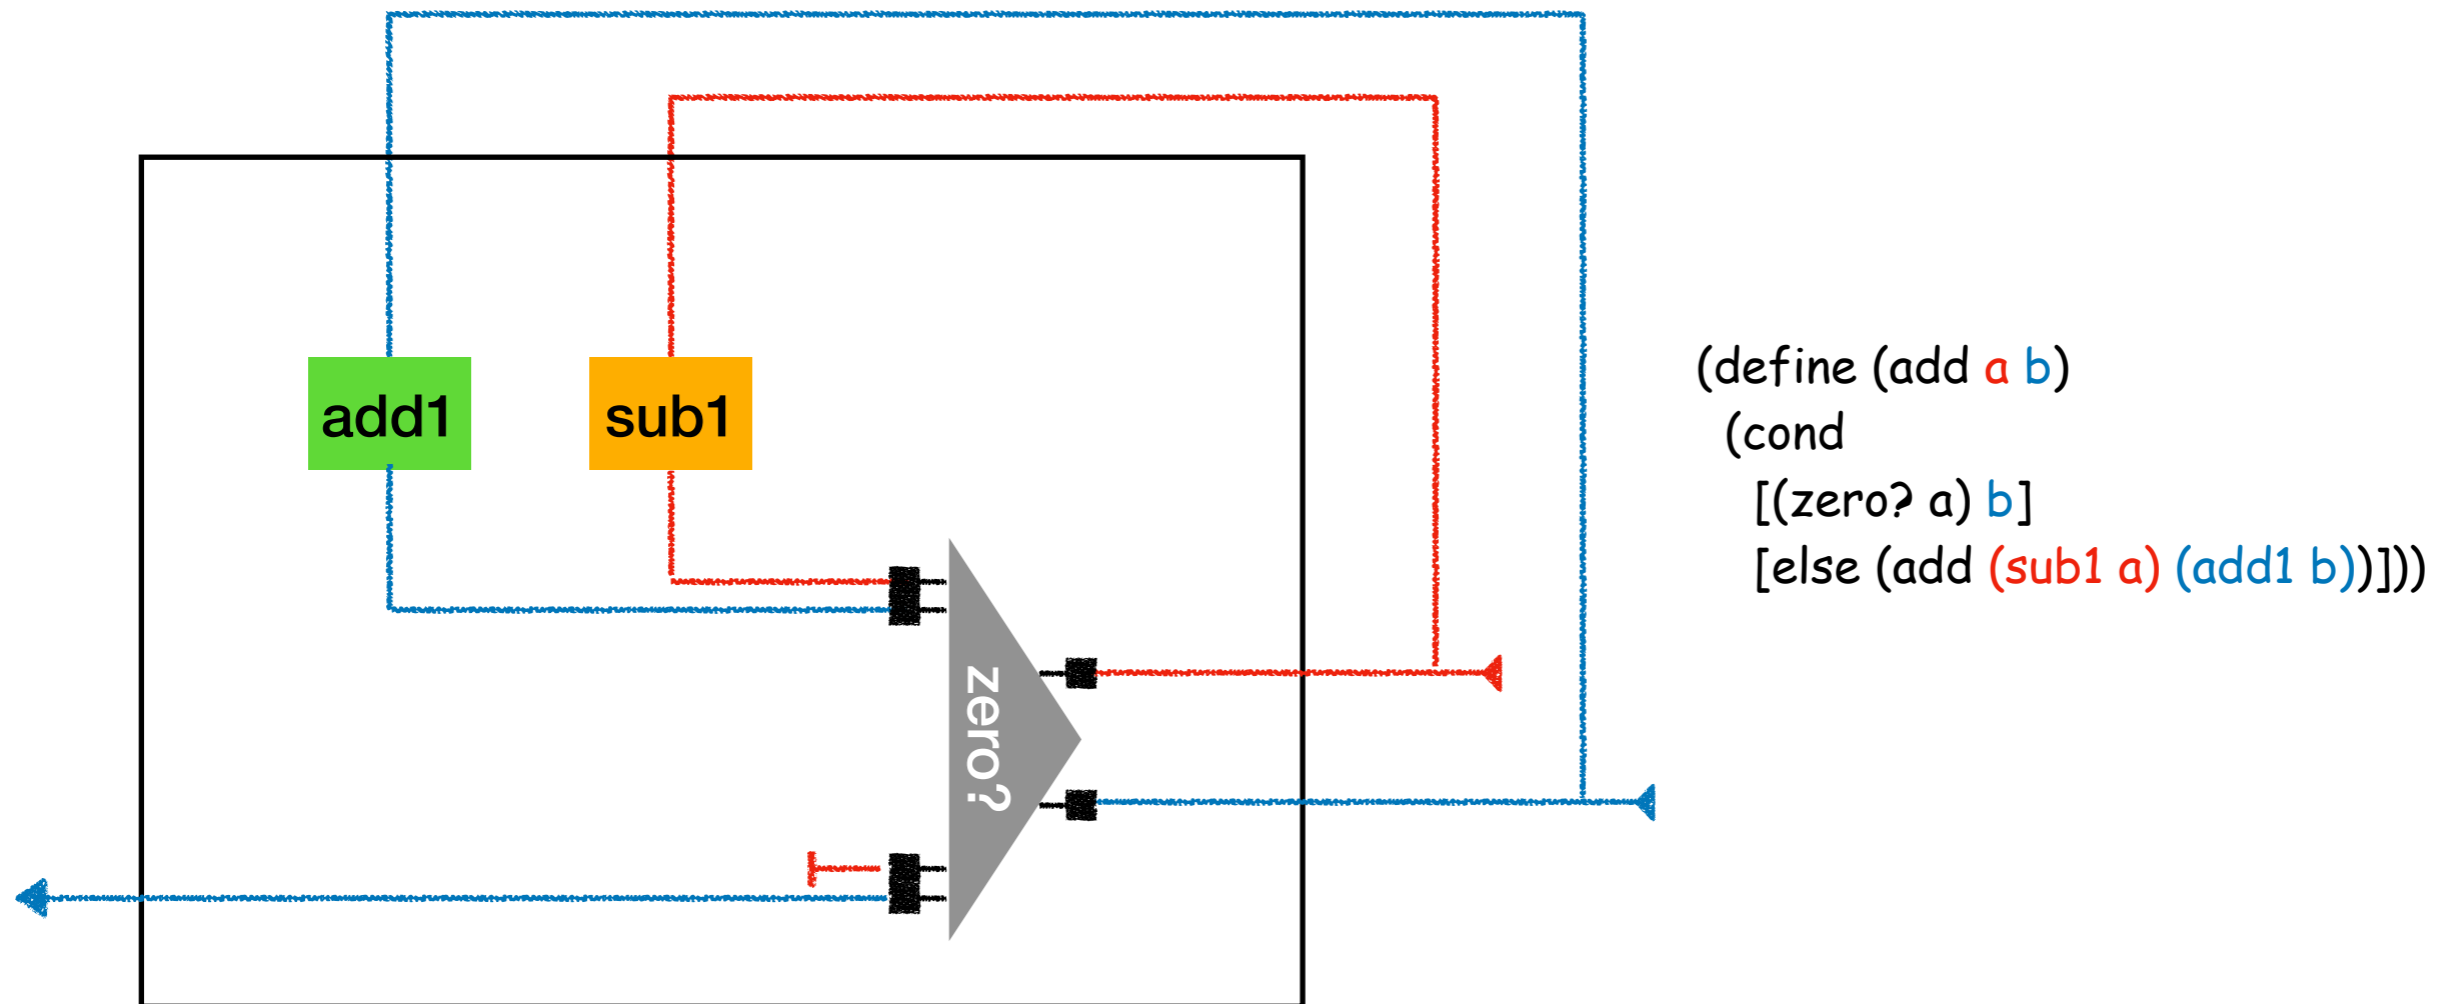 add1
sub1
zero?
(define (add a b)
(cond
[(zero? a) b]
[else (add (sub1 a) (add1 b))]))